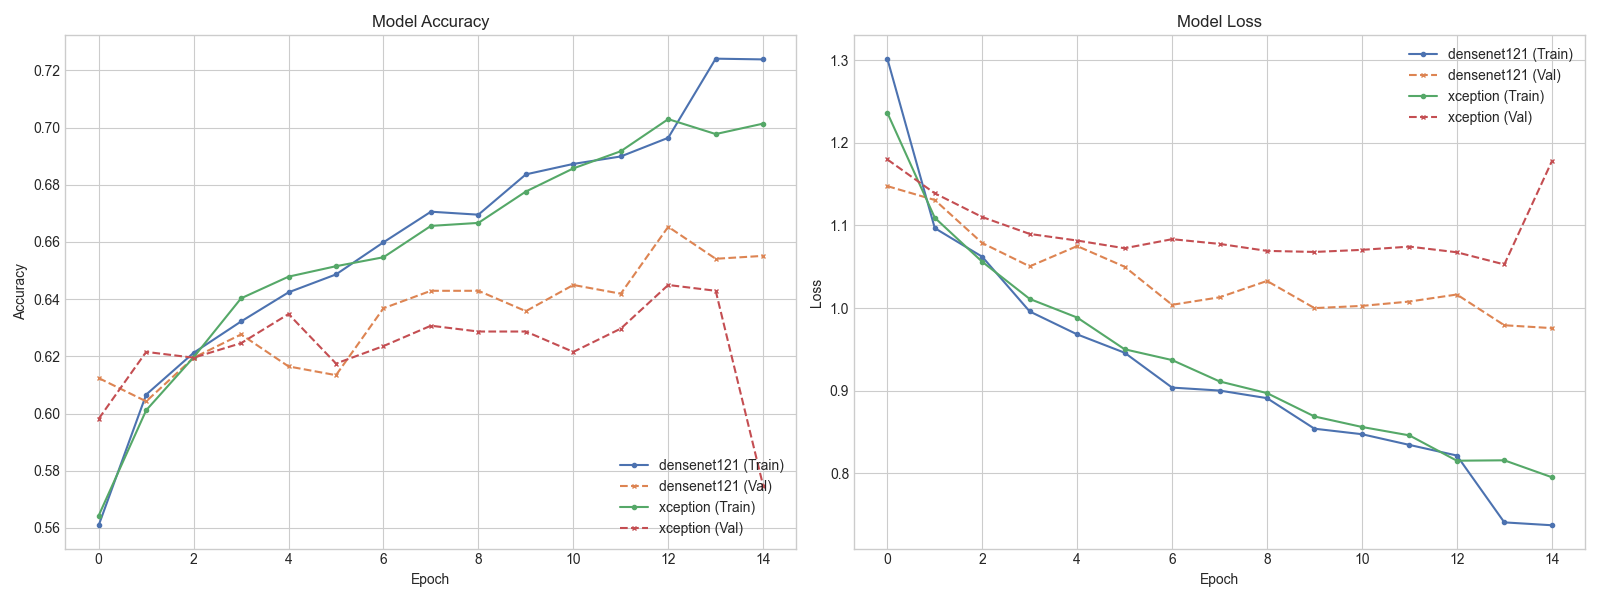 Model Accuracy
Accuracy
0.72
0.70
0.68
0.66
0.64
0.62
0.60
0.58
0.56
densenet121 (Train)
densenet121 (Val)
xception (Train)
xception (Val)
0 2 4 6 8 10 12 14
Epoch
Model Loss
Loss
1.3
1.2
1.1
1.0
0.9
0.8
densenet121 (Train)
densenet121 (Val)
xception (Train)
xception (Val)
0 2 4 6 8 10 12 14
Epoch